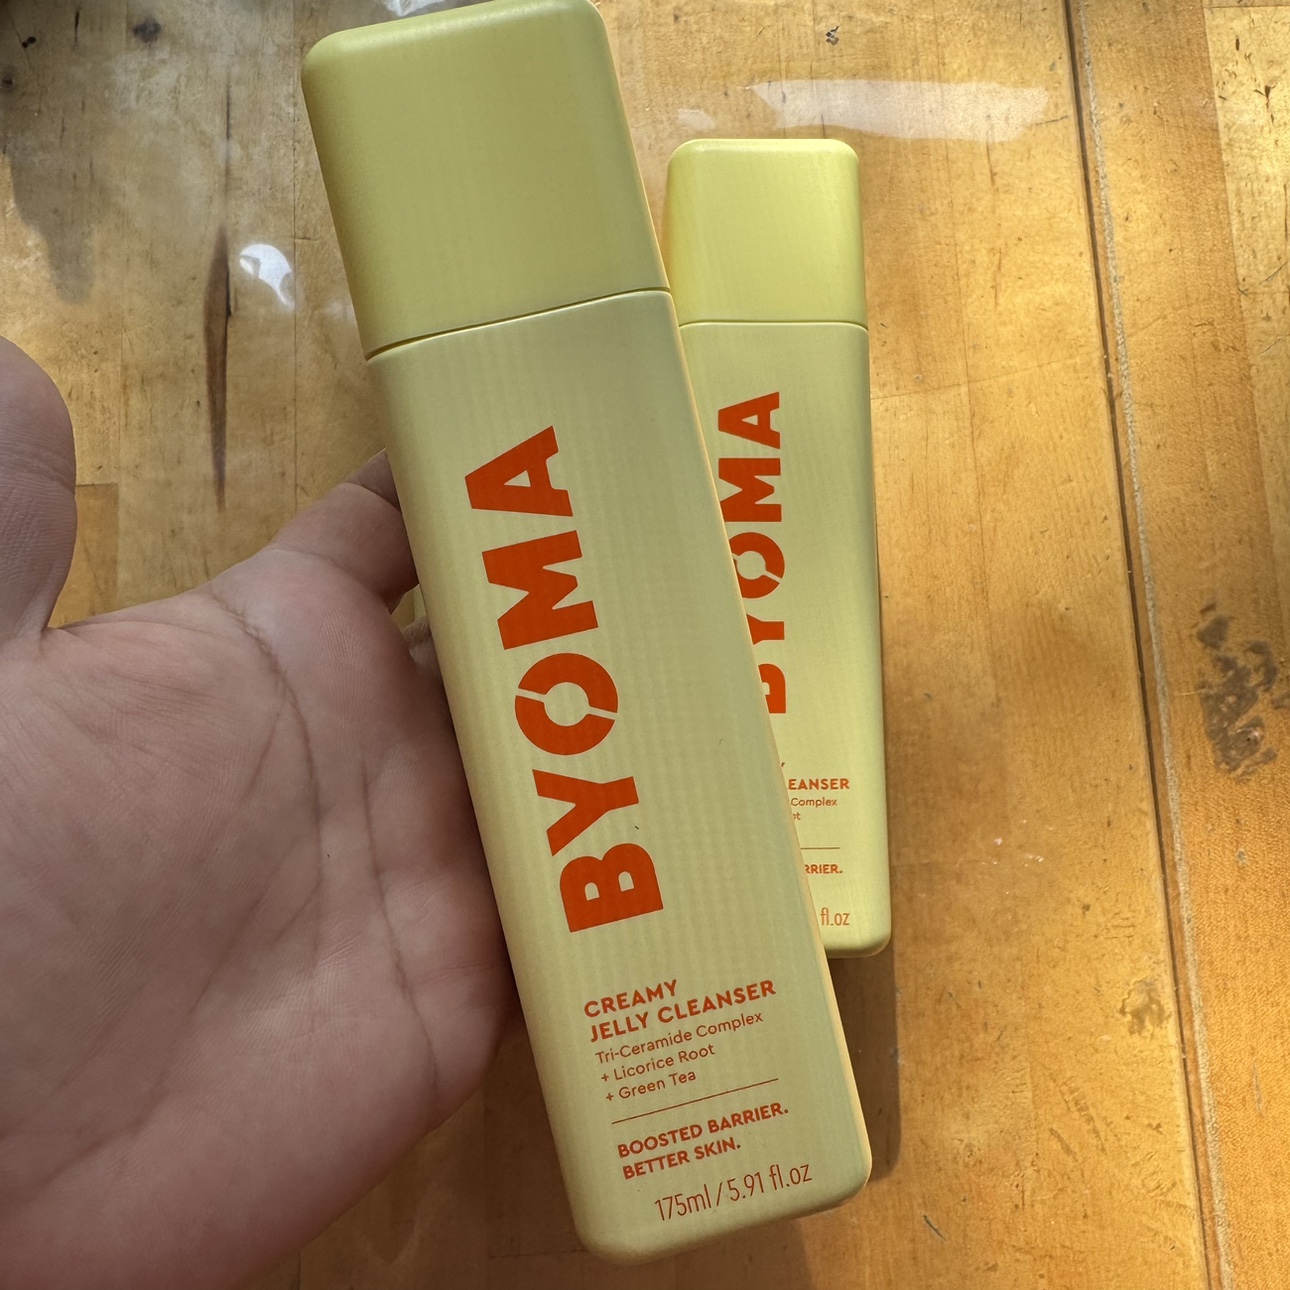 BYOMA
CREAMY
JELLY CLEANSER
Tri-Ceramide Complex
+ Licorice Root
+ Green Tea
BOOSTED BARRIER.
BETTER SKIN.
175ml / 5.91 fl.oz
BYOMA
EANSER
Complex
RRIER.
fl.oz